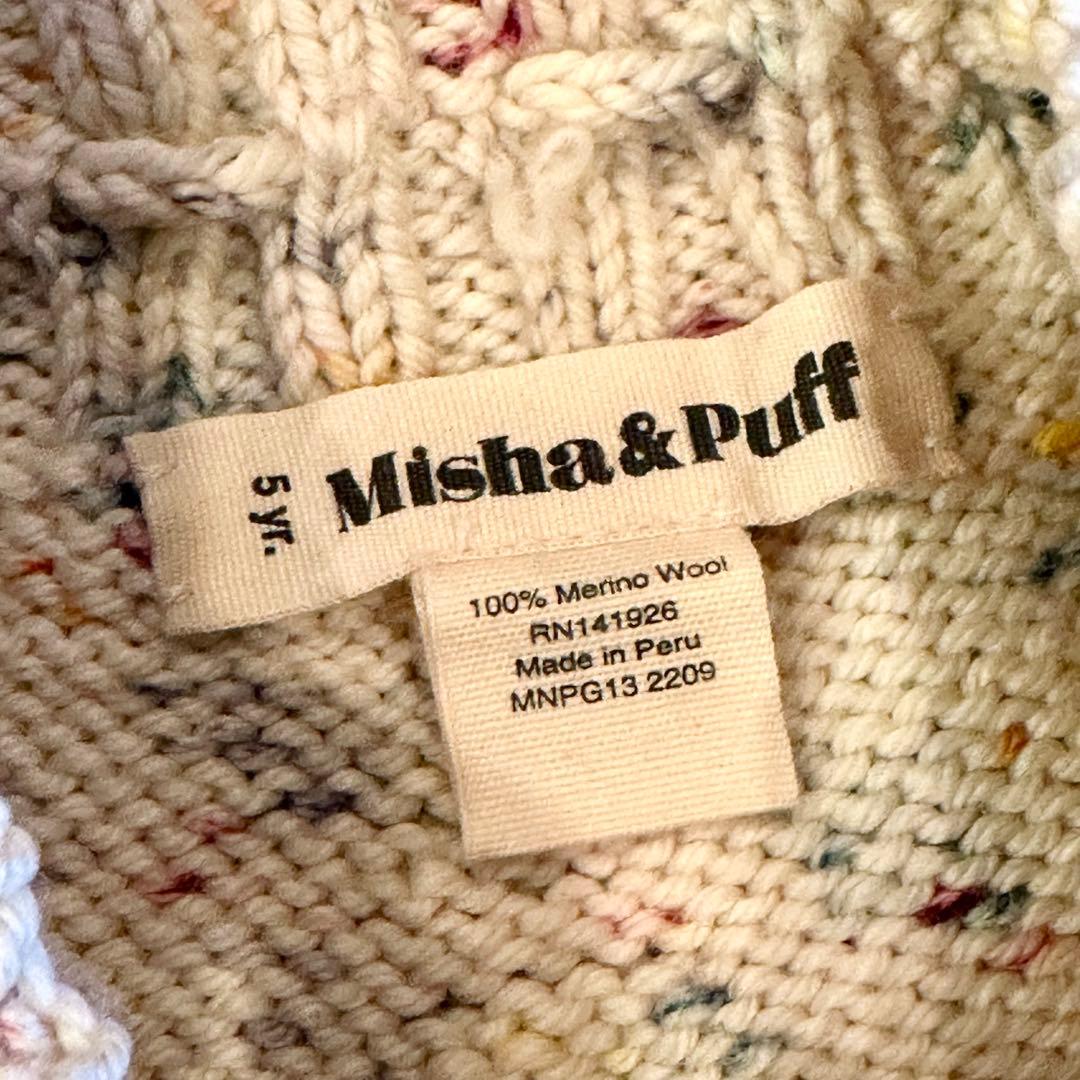 Misha&Puff
5 yr.
100% Merino Wool
RN141926
Made in Peru
MNPG13 2209